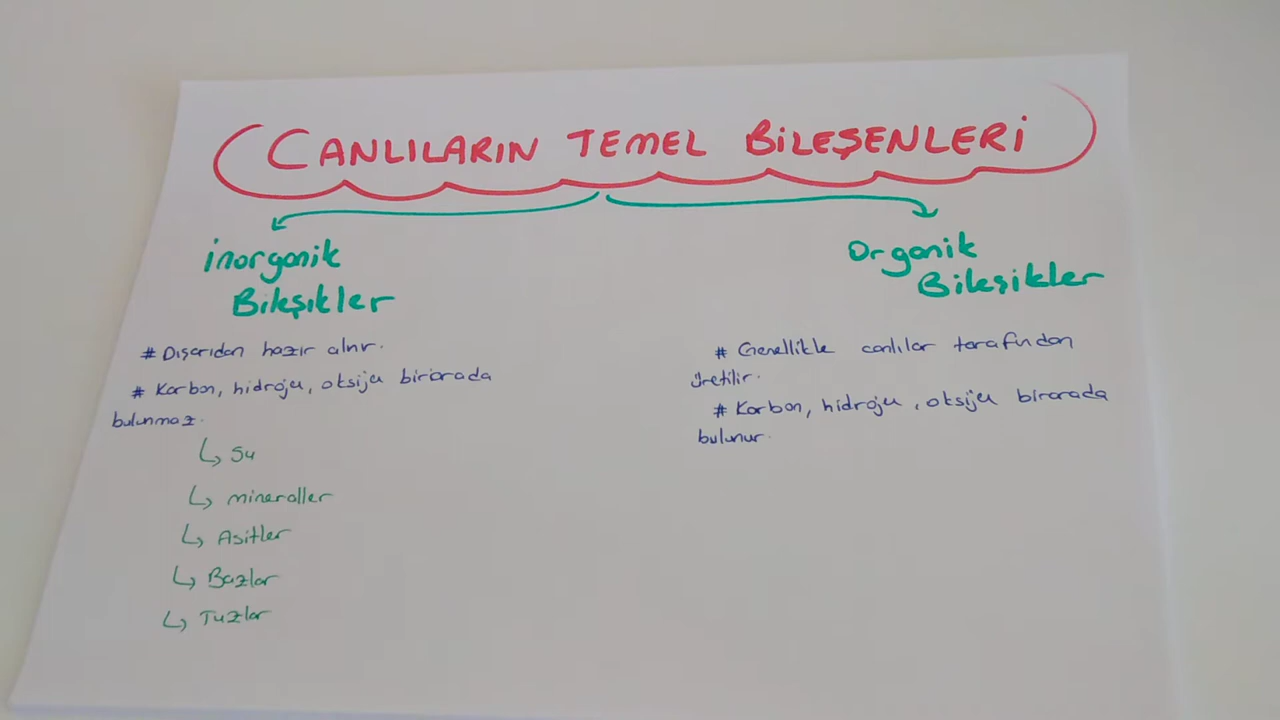 CANLILARIN TEMEL BİLEŞENLERİ
İnorganik
Bileşikler
# Dışarıdan hazır alınır.
# Karbon, hidrojen, oksijen birarada
bulunmaz.
↳ Su
↳ mineraller
↳ Asitler
↳ Bazlar
↳ Tuzlar
Organik
Bileşikler
# Genellikle canlılar tarafından
üretilir.
# Karbon, hidrojen, oksijen birarada
bulunur.